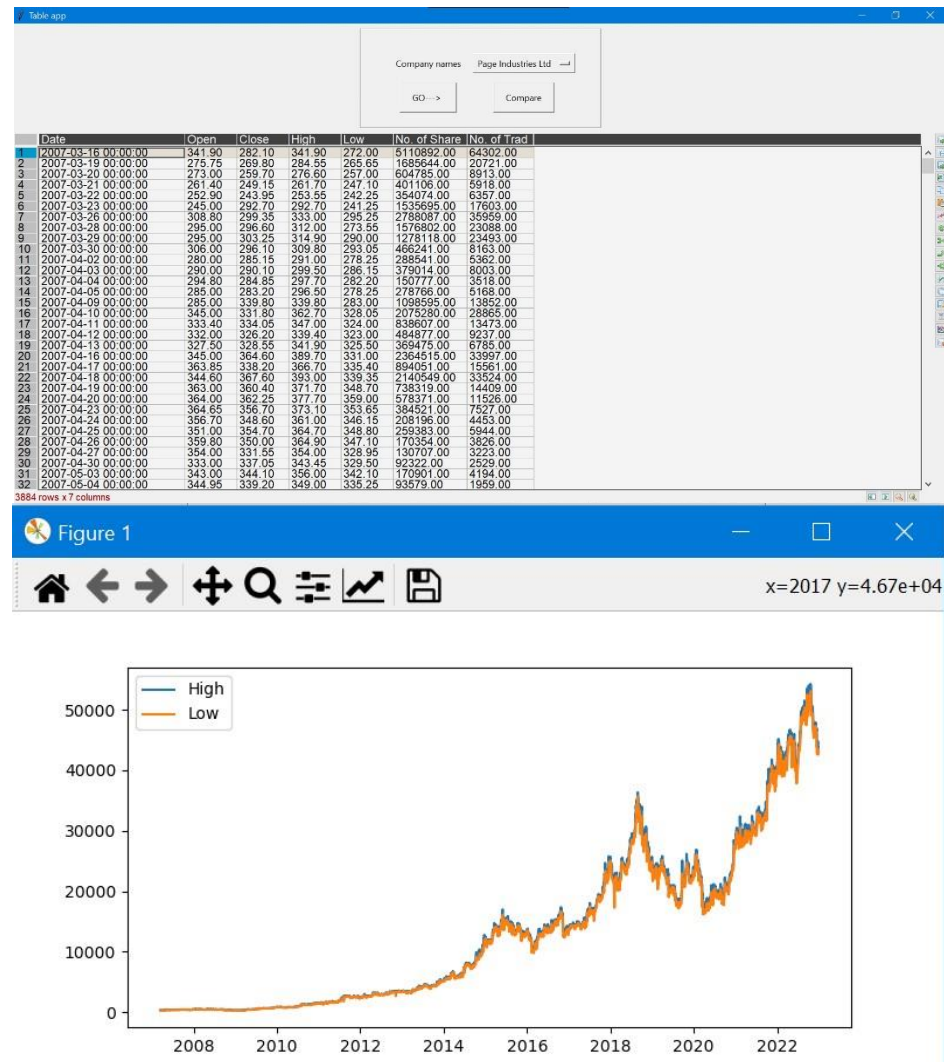 Table app
Company names Page Industries Ltd
GO---> Compare
Date Open Close High Low No. of Share No. of Trad
1 2007-03-16 00:00:00 341.90 282.10 341.90 272.00 5110892.00 64302.00
2 2007-03-19 00:00:00 275.75 269.80 284.55 265.65 1685644.00 20721.00
3 2007-03-20 00:00:00 273.00 259.70 276.60 257.00 604785.00 8913.00
4 2007-03-21 00:00:00 261.40 249.15 261.70 247.10 401106.00 5918.00
5 2007-03-22 00:00:00 252.90 243.95 253.55 242.25 354074.00 6357.00
6 2007-03-23 00:00:00 245.00 292.70 292.70 241.25 1535695.00 17603.00
7 2007-03-26 00:00:00 308.80 299.35 333.00 295.25 2788087.00 35959.00
8 2007-03-28 00:00:00 295.00 296.60 312.00 273.55 1576802.00 23088.00
9 2007-03-29 00:00:00 295.00 303.25 314.90 290.00 1278118.00 23493.00
10 2007-03-30 00:00:00 306.00 296.10 309.80 293.05 466241.00 8163.00
11 2007-04-02 00:00:00 280.00 285.15 291.00 278.25 288541.00 5362.00
12 2007-04-03 00:00:00 290.00 290.10 299.50 286.15 379014.00 8003.00
13 2007-04-04 00:00:00 294.80 284.85 297.70 282.20 150777.00 3518.00
14 2007-04-05 00:00:00 285.00 283.20 296.50 278.25 278766.00 5168.00
15 2007-04-09 00:00:00 285.00 339.80 339.80 283.00 1098595.00 13852.00
16 2007-04-10 00:00:00 345.00 331.80 362.70 328.05 2075280.00 28865.00
17 2007-04-11 00:00:00 333.40 334.05 347.00 324.00 838607.00 13473.00
18 2007-04-12 00:00:00 332.00 326.20 339.40 323.00 484877.00 9237.00
19 2007-04-13 00:00:00 327.50 328.55 341.90 325.50 369475.00 6785.00
20 2007-04-16 00:00:00 345.00 364.60 389.70 331.00 2364515.00 33997.00
21 2007-04-17 00:00:00 363.85 338.20 366.70 335.40 894051.00 15561.00
22 2007-04-18 00:00:00 344.60 367.60 393.00 339.35 2140549.00 33524.00
23 2007-04-19 00:00:00 363.00 360.40 371.70 348.70 738319.00 14409.00
24 2007-04-20 00:00:00 364.00 362.25 377.70 359.00 578371.00 11526.00
25 2007-04-23 00:00:00 364.65 356.70 373.10 353.65 384521.00 7527.00
26 2007-04-24 00:00:00 356.70 348.60 361.00 346.15 208196.00 4453.00
27 2007-04-25 00:00:00 351.00 354.70 364.70 348.80 259383.00 5944.00
28 2007-04-26 00:00:00 359.80 350.00 364.90 347.10 170354.00 3826.00
29 2007-04-27 00:00:00 354.00 331.55 354.00 328.95 130707.00 3223.00
30 2007-04-30 00:00:00 333.00 337.05 343.45 329.50 92322.00 2529.00
31 2007-05-03 00:00:00 343.00 344.10 356.00 342.10 170901.00 4194.00
32 2007-05-04 00:00:00 344.95 339.20 349.00 335.25 93579.00 1959.00
3884 rows x 7 columns
Figure 1
x=2017 y=4.67e+04
High
Low
50000
40000
30000
20000
10000
0
2008 2010 2012 2014 2016 2018 2020 2022